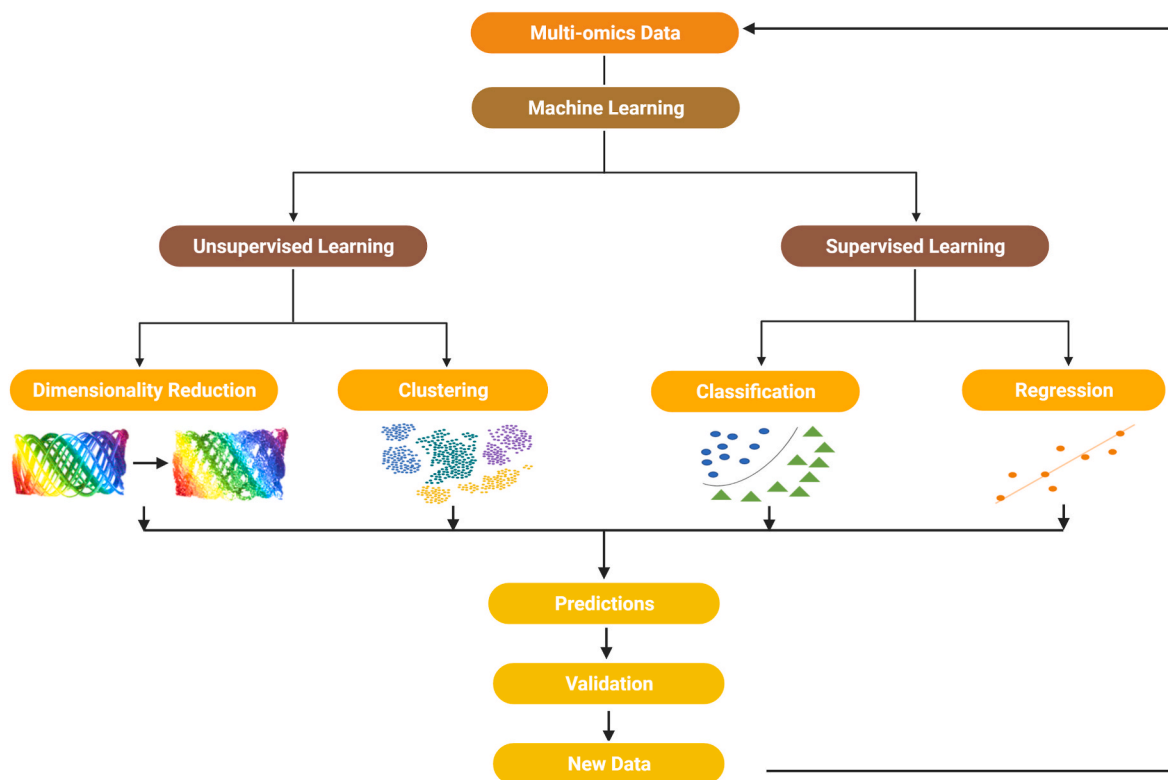 Multi-omics Data
Machine Learning
Unsupervised Learning
Supervised Learning
Dimensionality Reduction
Clustering
Classification
Regression
Predictions
Validation
New Data